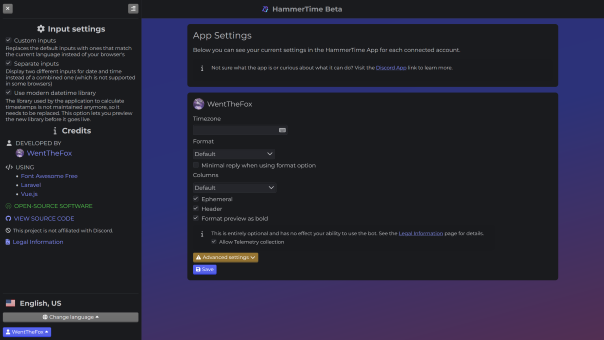 HammerTime Beta
Input settings
Custom inputs
Replaces the default inputs with ones that match
the current language instead of your browser's
Separate inputs
Display two different inputs for date and time
instead of a combined one (which is not supported
in some browsers)
Use modern datetime library
The library used by the application to calculate
timestamps is not maintained anymore, so it
needs to be replaced. This option lets you preview
the new library before it goes live.
Credits
DEVELOPED BY
WentTheFox
USING
• Font Awesome Free
• Laravel
• Vue.js
OPEN-SOURCE SOFTWARE
VIEW SOURCE CODE
This project is not affiliated with Discord.
Legal Information
English, US
Change language
WentTheFox
App Settings
Below you can see your current settings in the HammerTime App for each connected account.
Not sure what the app is or curious about what it can do? Visit the Discord App link to learn more.
WentTheFox
Timezone
Format
Default
Minimal reply when using format option
Columns
Default
Ephemeral
Header
Format preview as bold
This is entirely optional and has no effect your ability to use the bot. See the Legal Information page for details.
Allow Telemetry collection
Advanced settings
Save